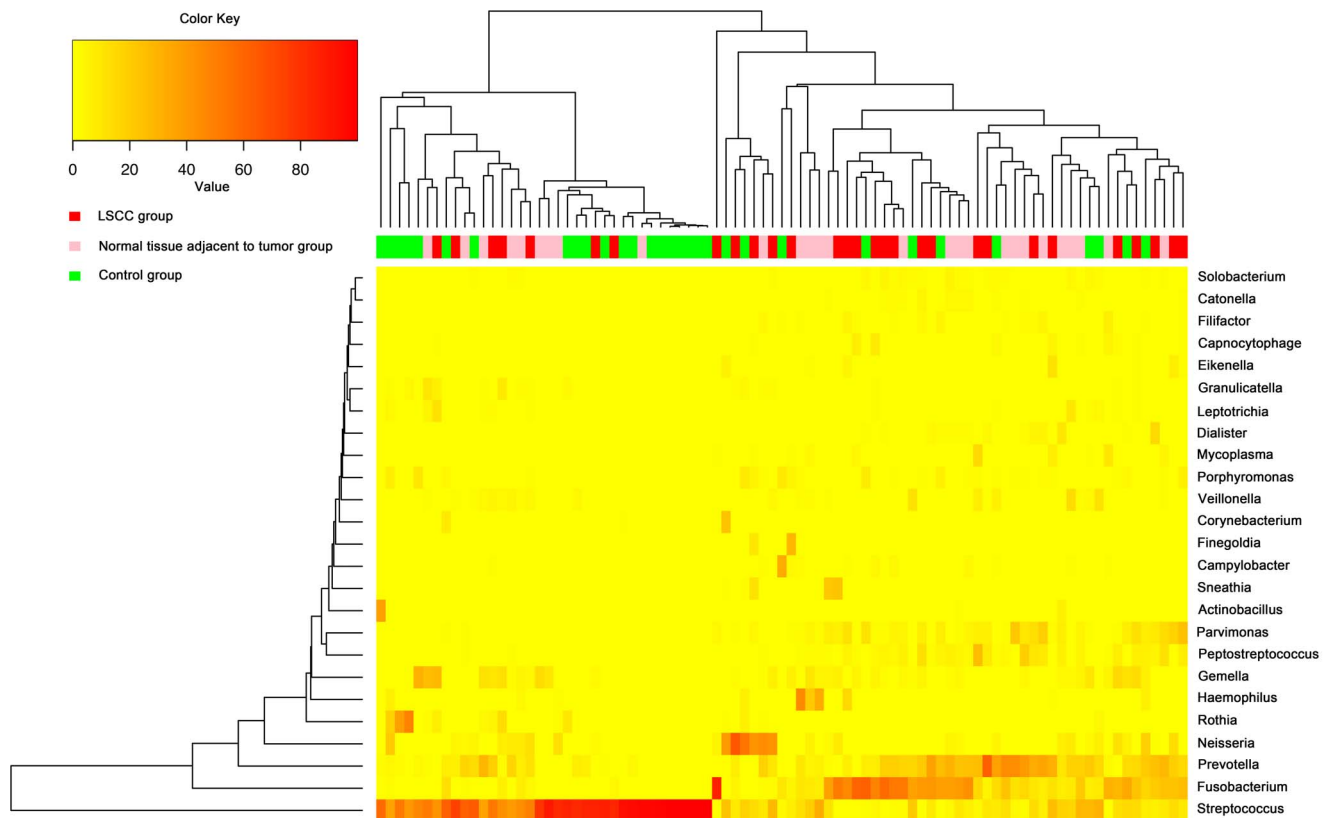 Color Key
0 20 40 60 80
Value
LSCC group
Normal tissue adjacent to tumor group
Control group
Solobacterium
Catonella
Filifactor
Capnocytophage
Eikenella
Granulicatella
Leptotrichia
Dialister
Mycoplasma
Porphyromonas
Veillonella
Corynebacterium
Finegoldia
Campylobacter
Sneathia
Actinobacillus
Parvimonas
Peptostreptococcus
Gemella
Haemophilus
Rothia
Neisseria
Prevotella
Fusobacterium
Streptococcus